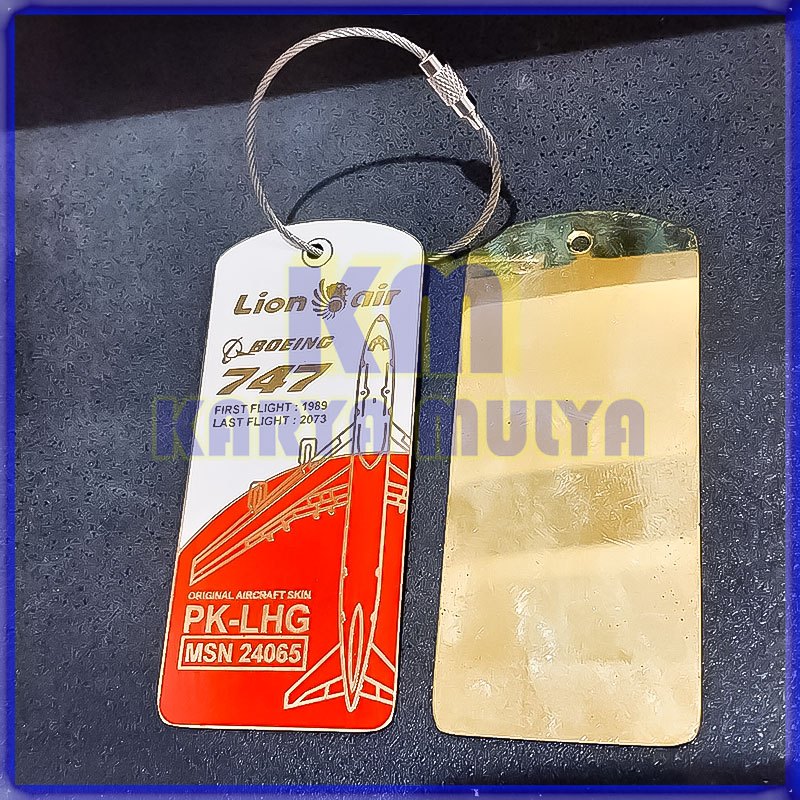 Lion air
BOEING
747
FIRST FLIGHT : 1989
LAST FLIGHT : 2073
ORIGINAL AIRCRAFT SKIN
PK-LHG
MSN 24065
KM
KARYA MULYA